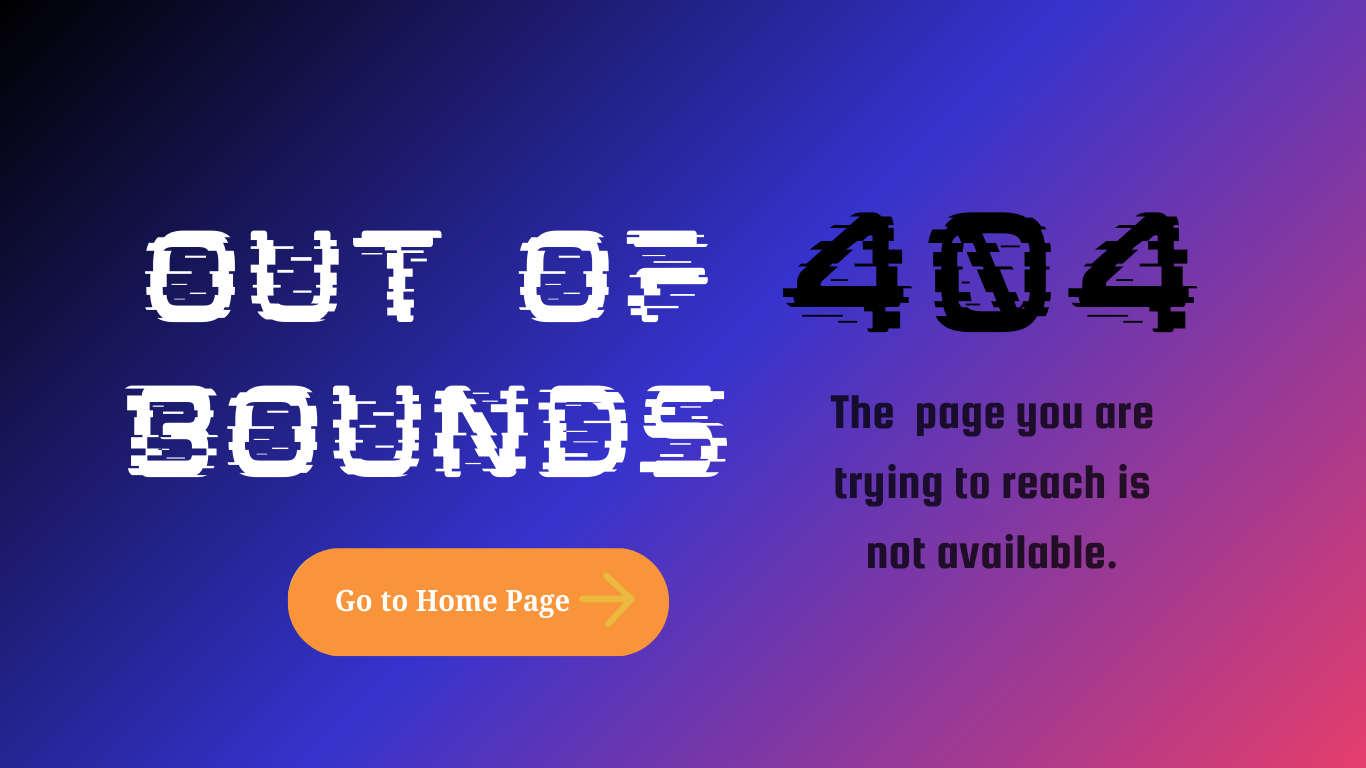 OUT OF
BOUNDS
Go to Home Page
404
The page you are
trying to reach is
not available.